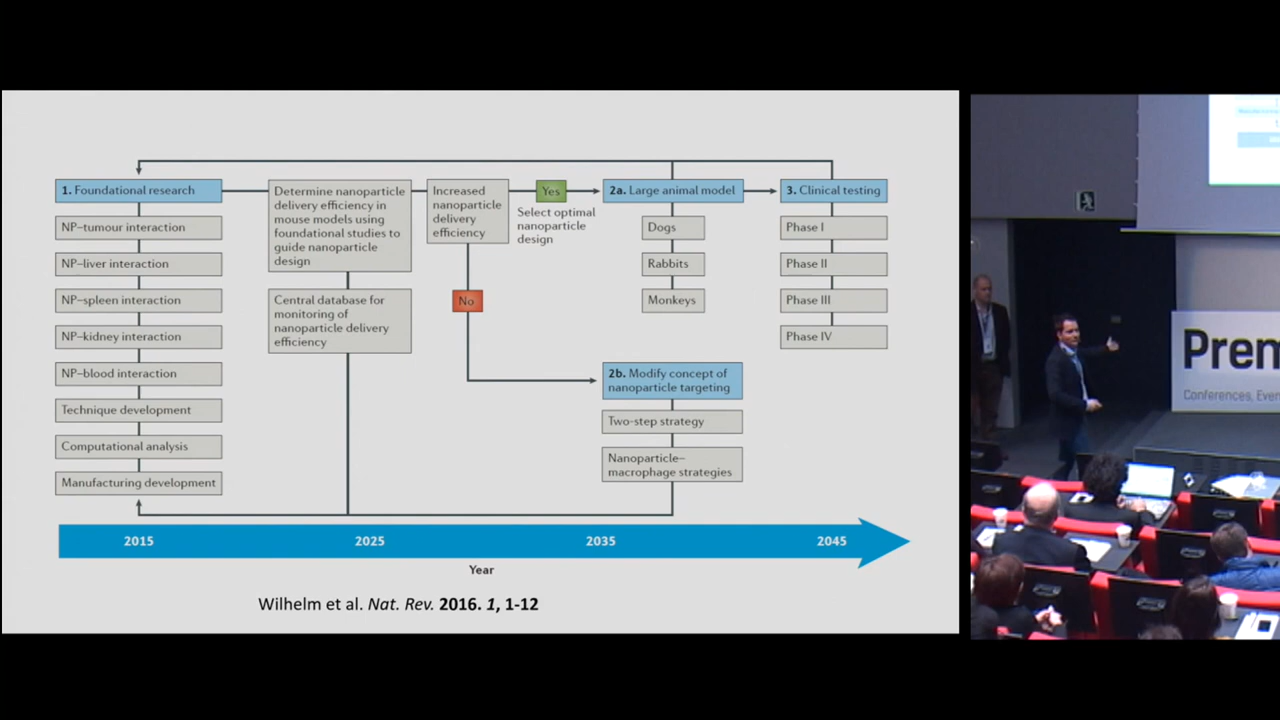 1. Foundational research
NP–tumour interaction
NP–liver interaction
NP–spleen interaction
NP–kidney interaction
NP–blood interaction
Technique development
Computational analysis
Manufacturing development
Determine nanoparticle
delivery efficiency in
mouse models using
foundational studies to
guide nanoparticle
design
Central database for
monitoring of
nanoparticle delivery
efficiency
Increased
nanoparticle
delivery
efficiency
Yes
Select optimal
nanoparticle
design
No
2a. Large animal model
Dogs
Rabbits
Monkeys
2b. Modify concept of
nanoparticle targeting
Two-step strategy
Nanoparticle–
macrophage strategies
3. Clinical testing
Phase I
Phase II
Phase III
Phase IV
2015 2025 2035 2045
Year
Wilhelm et al. Nat. Rev. 2016. 1, 1-12
Prem
Conferences, Even